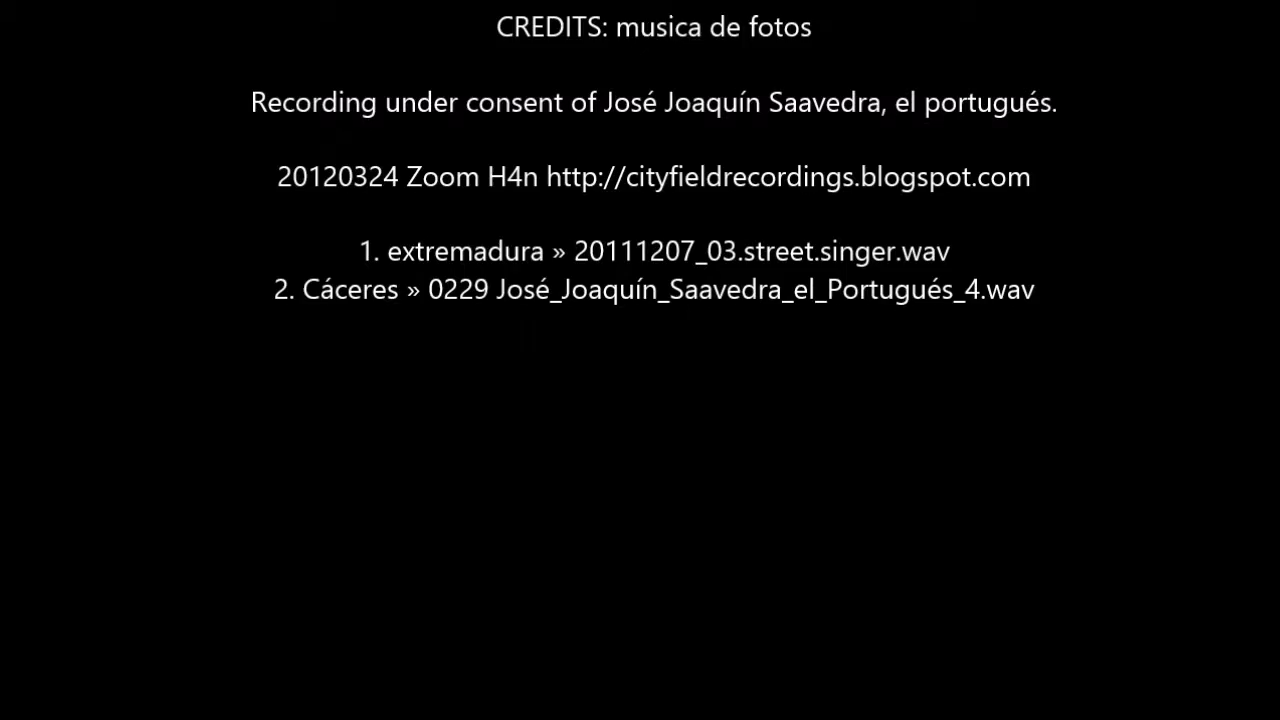 CREDITS: musica de fotos
Recording under consent of José Joaquín Saavedra, el portugués.
20120324 Zoom H4n http://cityfieldrecordings.blogspot.com
1. extremadura » 20111207_03.street.singer.wav
2. Cáceres » 0229 José_Joaquín_Saavedra_el_Portugués_4.wav